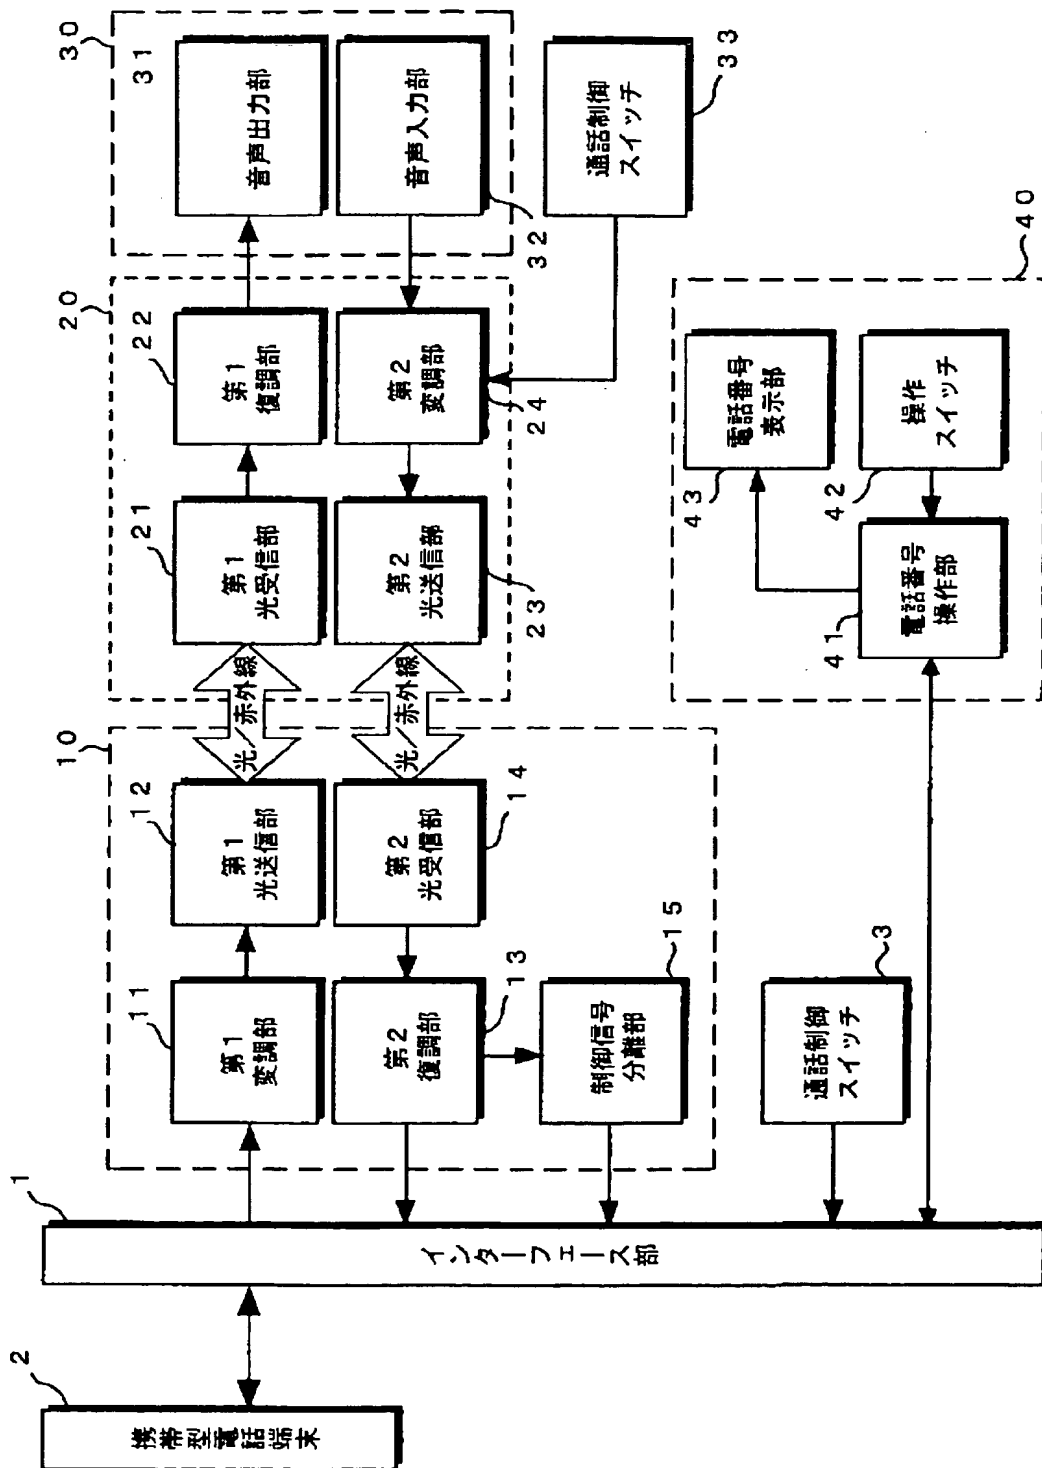 2
携帯型電話端末
1
インターフェース部
10
11
第1
変調部
12
第1
光送信部
13
第2
復調部
14
第2
光受信部
15
制御信号
分離部
3
通話制御
スイッチ
光／赤外線
光／赤外線
20
21
第1
光受信部
22
第1
復調部
23
第2
光送信部
24
第2
変調部
30
31
音声出力部
32
音声入力部
33
通話制御
スイッチ
40
41
電話番号
操作部
42
操作
スイッチ
43
電話番号
表示部